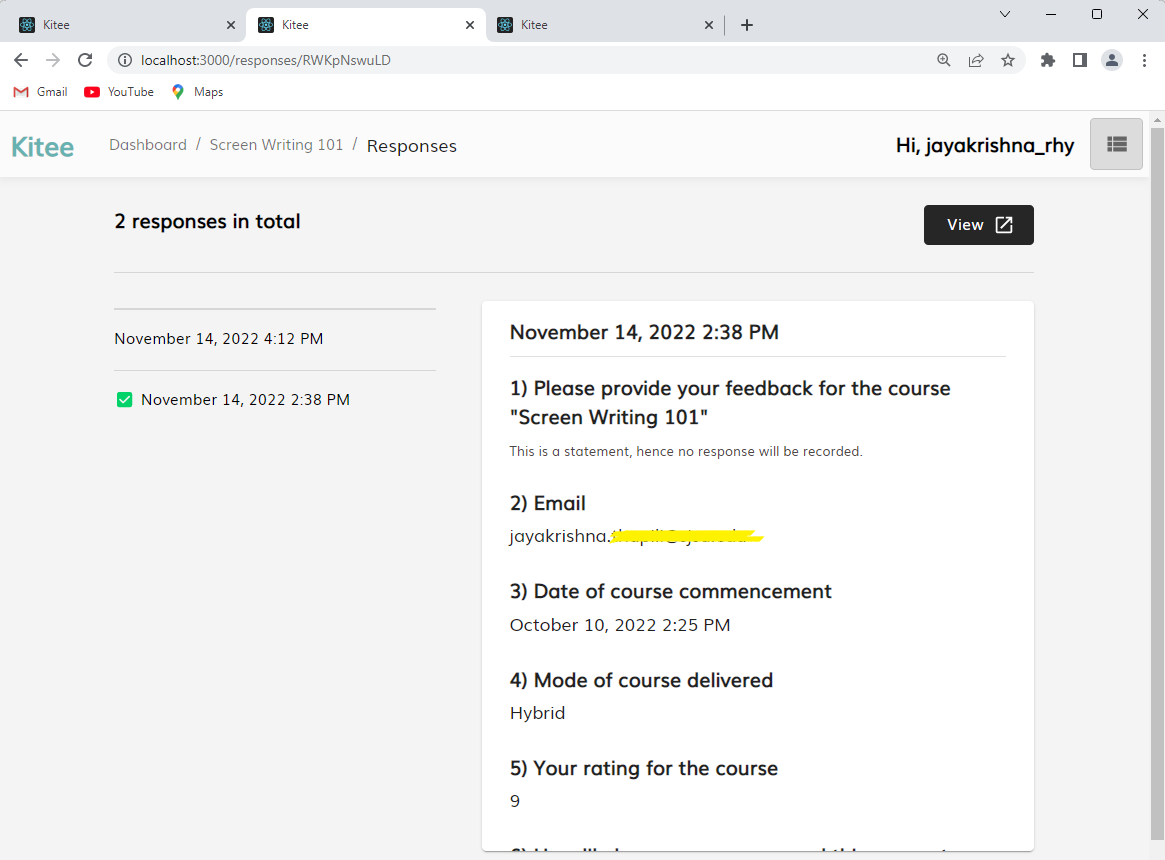 Kitee
Kitee
Kitee
localhost:3000/responses/RWKpNswuLD
Gmail
YouTube
Maps
Kitee
Dashboard / Screen Writing 101 / Responses
Hi, jayakrishna_rhy
2 responses in total
View
November 14, 2022 4:12 PM
November 14, 2022 2:38 PM
November 14, 2022 2:38 PM
1) Please provide your feedback for the course
"Screen Writing 101"
This is a statement, hence no response will be recorded.
2) Email
jayakrishna.
3) Date of course commencement
October 10, 2022 2:25 PM
4) Mode of course delivered
Hybrid
5) Your rating for the course
9